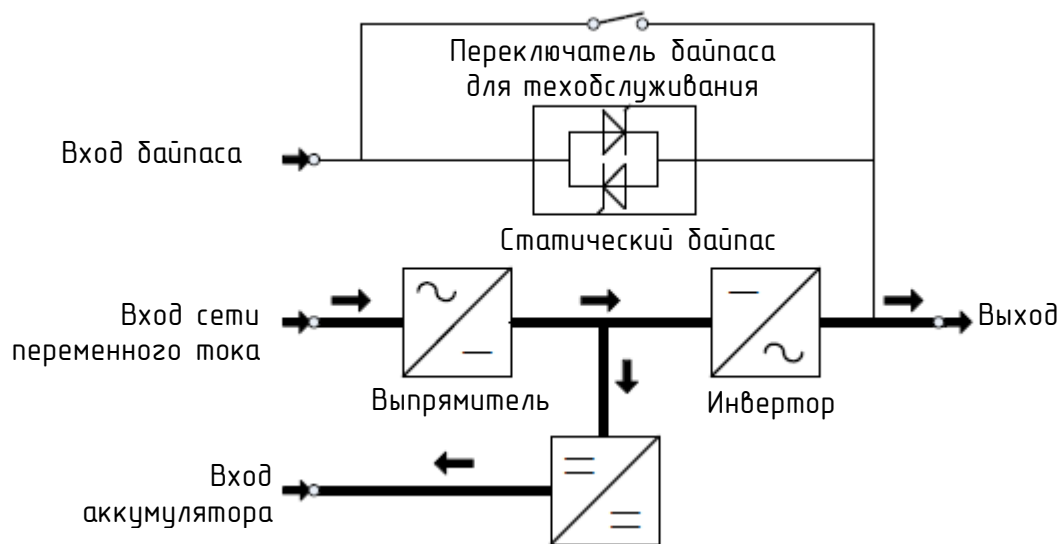 Переключатель байпаса
для техобслуживания
Вход байпаса
Статический байпас
Вход сети
переменного тока
Выход
Выпрямитель
Инвертор
Вход
аккумулятора